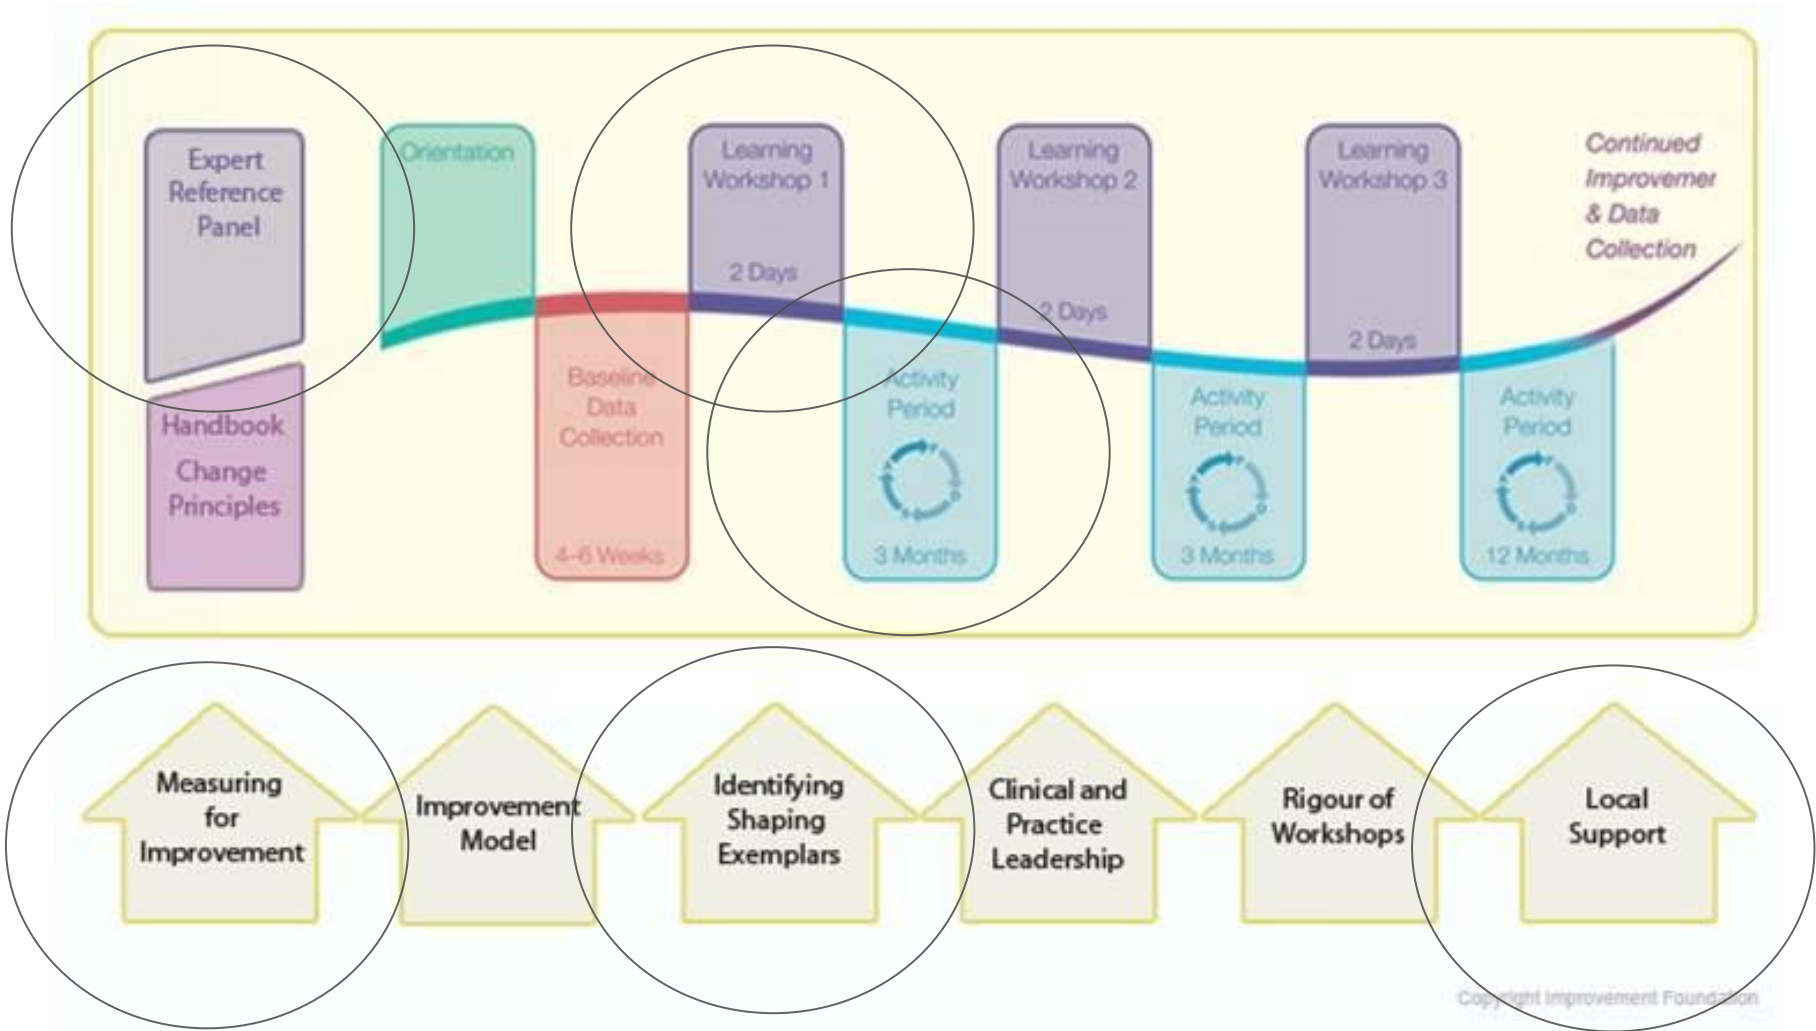 Expert
Reference
Panel
Handbook
Change
Principles
Orientation
Baseline
Data
Collection
4-6 Weeks
Learning
Workshop 1
2 Days
Activity
Period
3 Months
Learning
Workshop 2
2 Days
Activity
Period
3 Months
Learning
Workshop 3
2 Days
Activity
Period
12 Months
Continued
Improvemer
& Data
Collection
Measuring
for
Improvement
Improvement
Model
Identifying
Shaping
Exemplars
Clinical and
Practice
Leadership
Rigour of
Workshops
Local
Support
Copyright Improvement Foundation